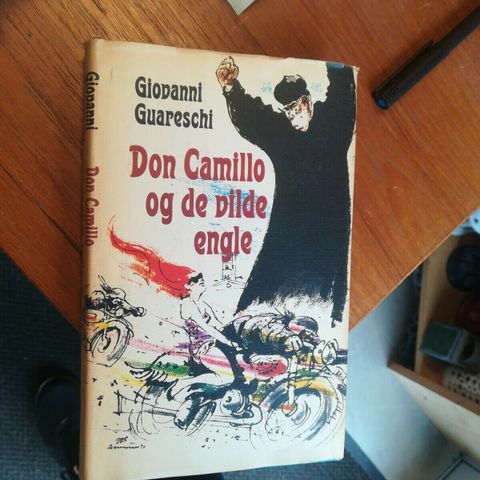 Giovanni
Guareschi
Don Camillo
og de vilde
engle
Giovanni
Don Camillo